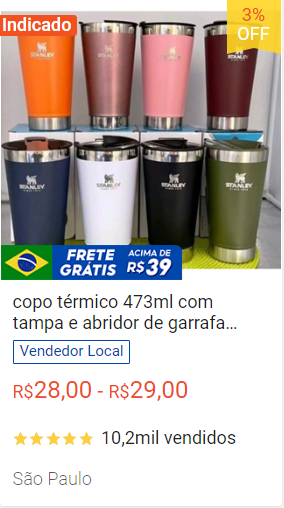 Indicado
3%
OFF
STANLEY
STANLEY
STANLEY
STANLEY
STANLEY
STANLEY
STANLEY
STANLEY
FRETE
GRÁTIS
ACIMA DE
R$39
copo térmico 473ml com
tampa e abridor de garrafa...
Vendedor Local
R$28,00 - R$29,00
10,2mil vendidos
São Paulo